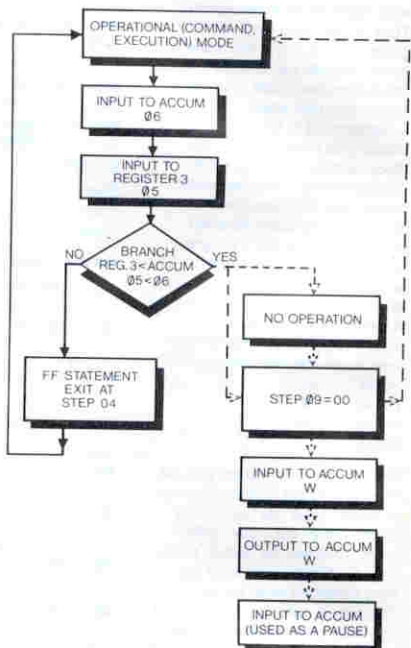 OPERATIONAL (COMMAND,
EXECUTION) MODE
INPUT TO ACCUM
Ø6
INPUT TO
REGISTER 3
Ø5
NO
BRANCH
REG. 3<ACCUM
Ø5<Ø6
YES
NO OPERATION
FF STATEMENT
EXIT AT
STEP 04
STEP Ø9=00
INPUT TO ACCUM
W
OUTPUT TO ACCUM
W
INPUT TO ACCUM
(USED AS A PAUSE)